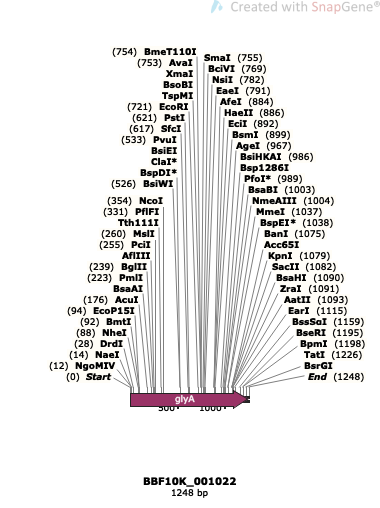 Created with SnapGene®
(754) BmeT110I
(753) AvaI
XmaI
BsoBI
TspMI
(721) EcoRI
(621) PstI
(617) SfcI
(533) PvuI
BsiEI
ClaI*
BspDI*
(526) BsiWI
(354) NcoI
(331) PflFI
Tth111I
(260) MslI
(255) PciI
AflIII
(239) BglII
(223) PmlI
BsaAI
(176) AcuI
(94) EcoP15I
(92) BmtI
(88) NheI
(28) DrdI
(14) NaeI
(12) NgoMIV
(0) Start
SmaI (755)
BciVI (769)
NsiI (782)
EaeI (791)
AfeI (884)
HaeII (886)
EciI (892)
BsmI (899)
AgeI (967)
BsiHKAI (986)
Bsp1286I
PfoI* (989)
BsaBI (1003)
NmeAIII (1004)
MmeI (1037)
BspEI* (1038)
BanI (1075)
Acc65I
KpnI (1079)
SacII (1082)
BsaHI (1090)
ZraI (1091)
AatII (1093)
EarI (1115)
BssSαI (1159)
BseRI (1195)
BpmI (1198)
TatI (1226)
BsrGI
End (1248)
glyA
500 1000
BBF10K_001022
1248 bp